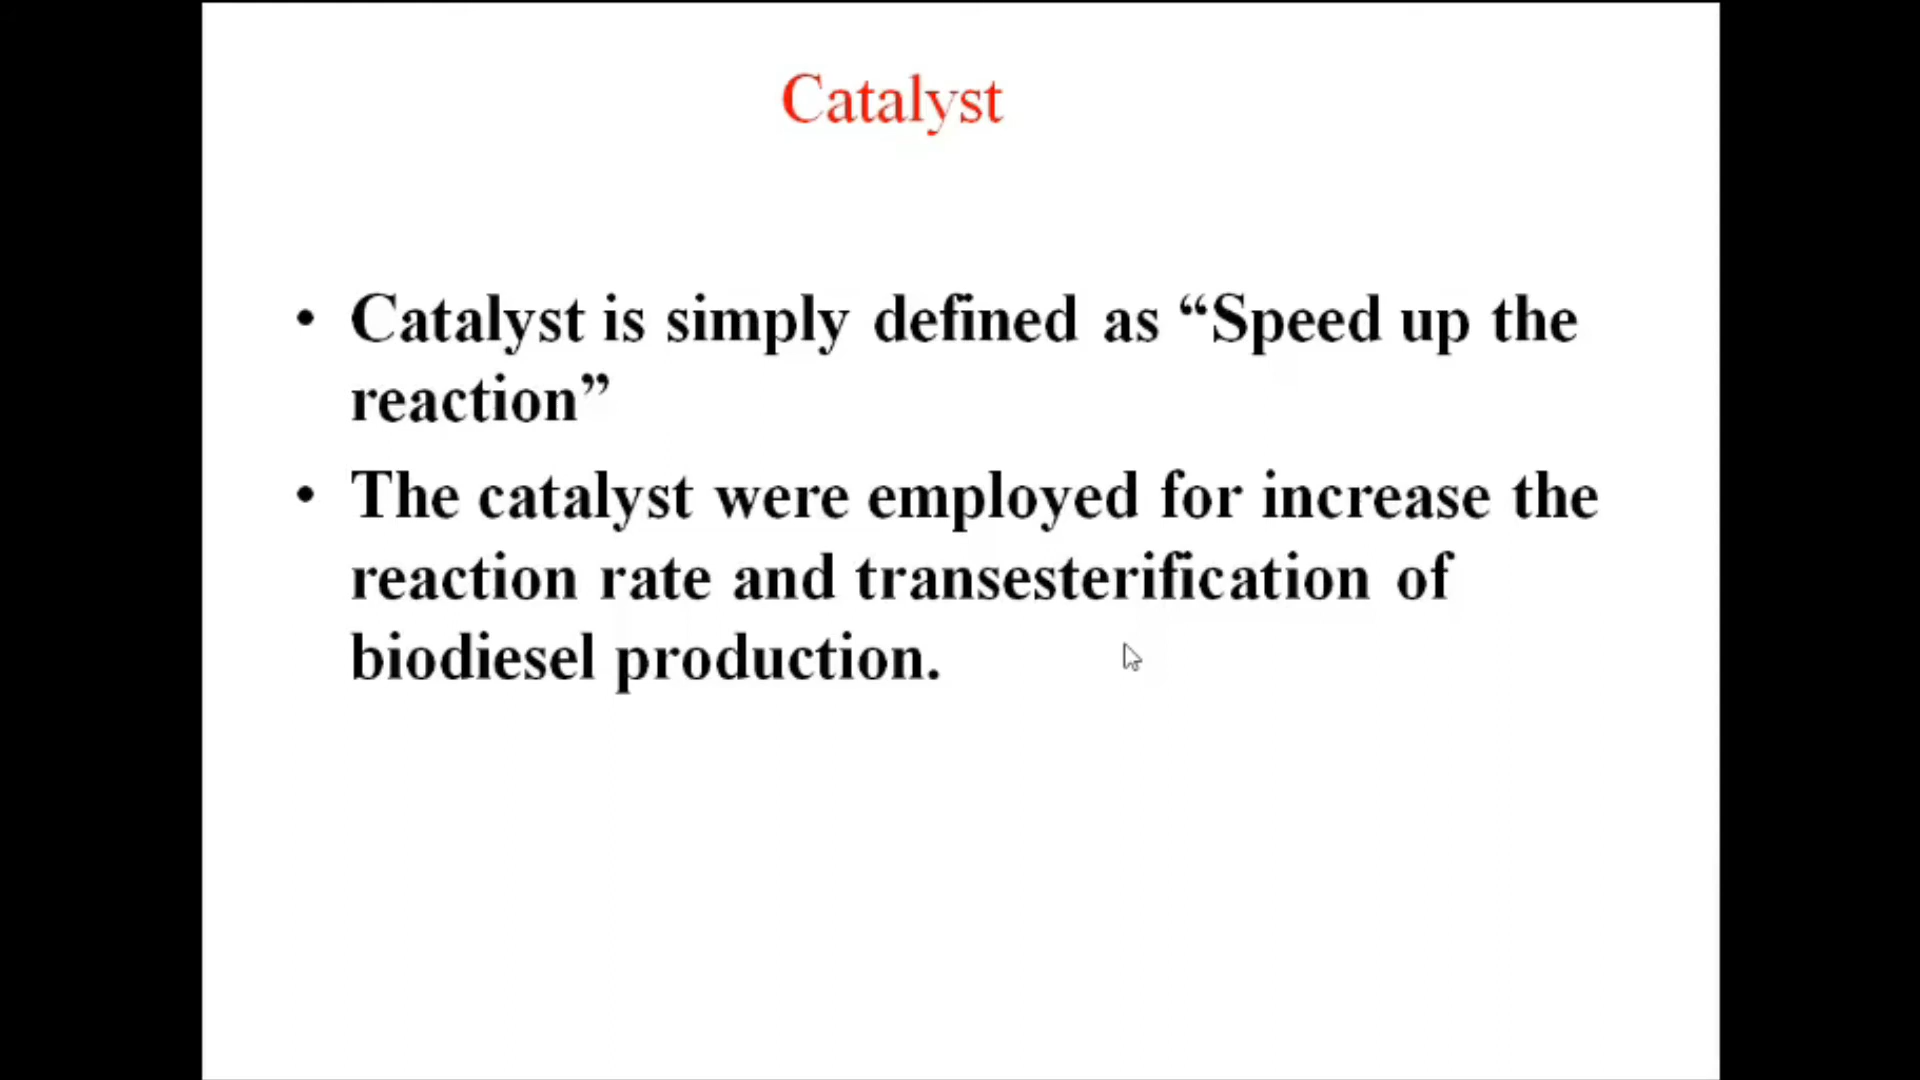 Catalyst
• Catalyst is simply defined as “Speed up the
reaction”
• The catalyst were employed for increase the
reaction rate and transesterification of
biodiesel production.